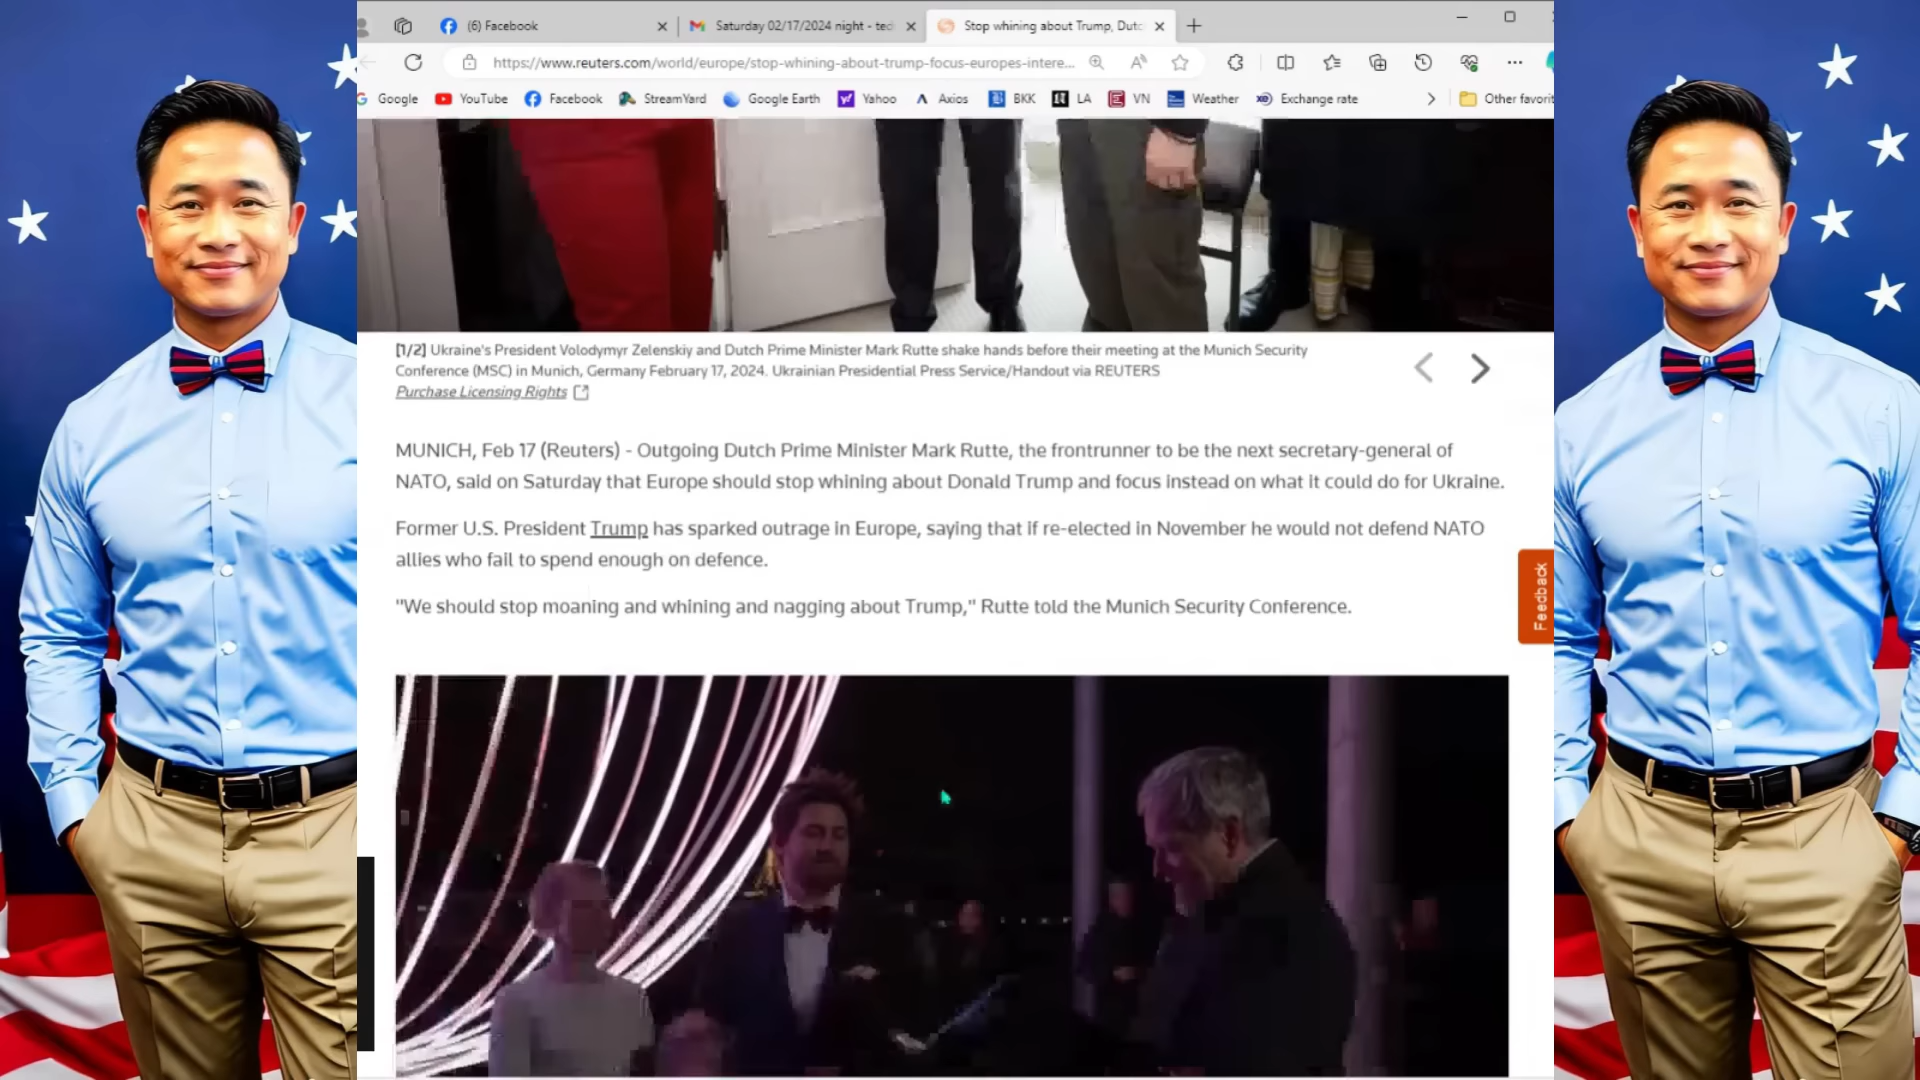 (6) Facebook
Saturday 02/17/2024 night - tec
Stop whining about Trump, Dutc
https://www.reuters.com/world/europe/stop-whining-about-trump-focus-europes-intere...
Google
YouTube
Facebook
StreamYard
Google Earth
Yahoo
Axios
BKK
LA
VN
Weather
Exchange rate
Other favorit
[1/2] Ukraine's President Volodymyr Zelenskiy and Dutch Prime Minister Mark Rutte shake hands before their meeting at the Munich Security
Conference (MSC) in Munich, Germany February 17, 2024. Ukrainian Presidential Press Service/Handout via REUTERS
Purchase Licensing Rights
MUNICH, Feb 17 (Reuters) - Outgoing Dutch Prime Minister Mark Rutte, the frontrunner to be the next secretary-general of
NATO, said on Saturday that Europe should stop whining about Donald Trump and focus instead on what it could do for Ukraine.
Former U.S. President Trump has sparked outrage in Europe, saying that if re-elected in November he would not defend NATO
allies who fail to spend enough on defence.
"We should stop moaning and whining and nagging about Trump," Rutte told the Munich Security Conference.
Feedback